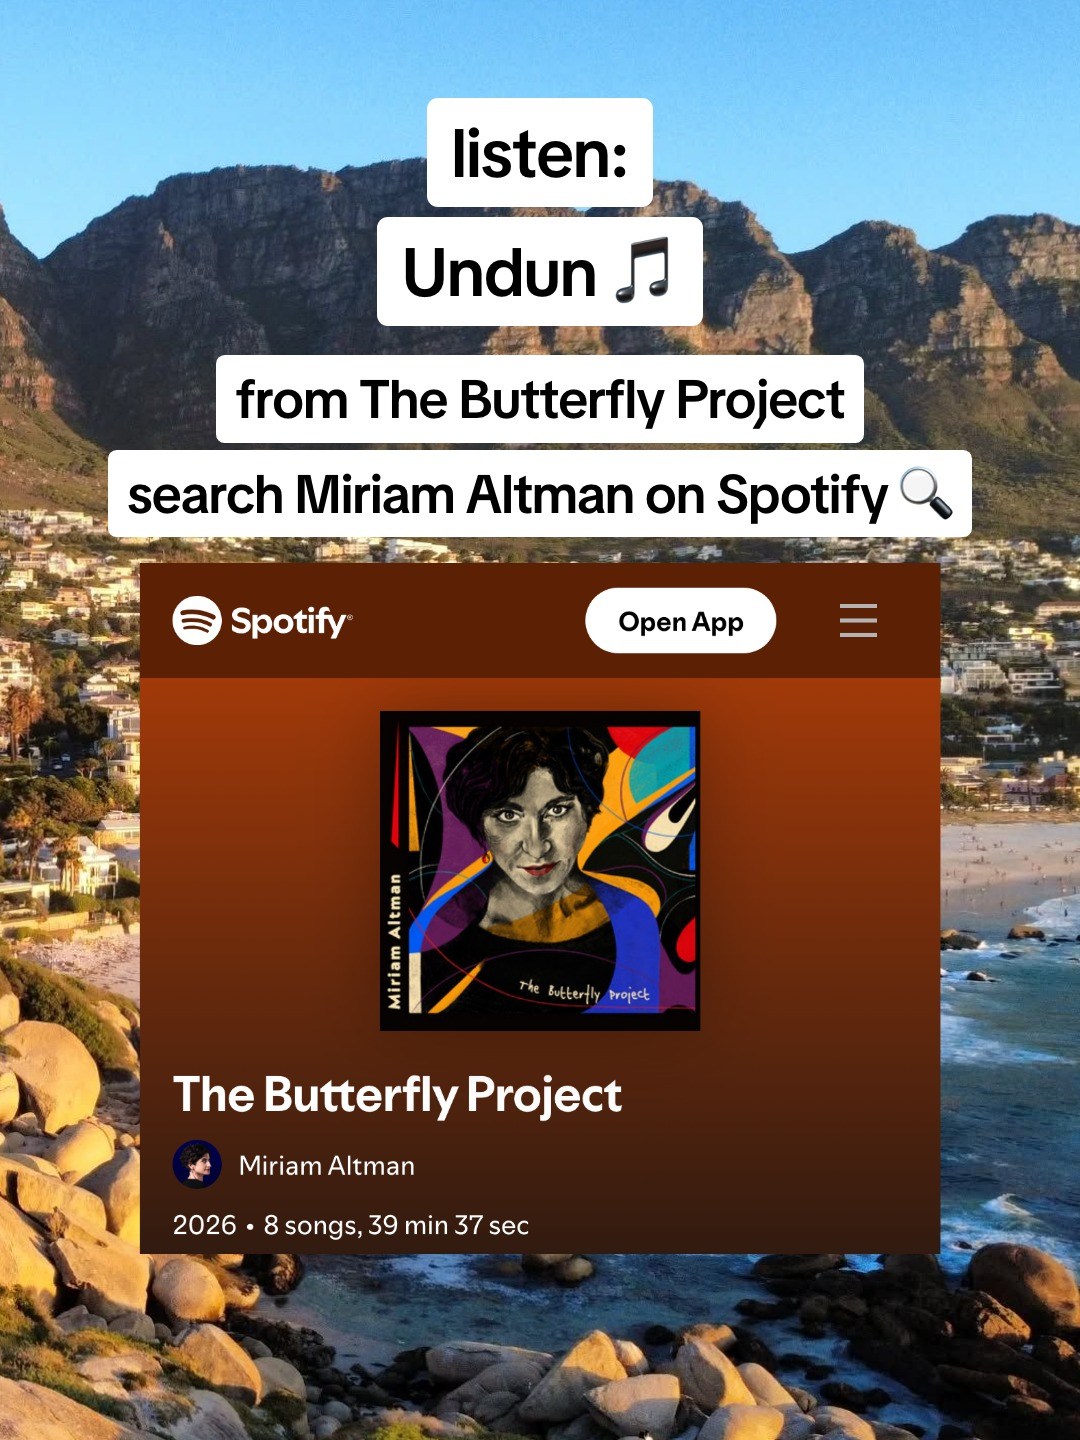 listen:
Undun 🎵
from The Butterfly Project
search Miriam Altman on Spotify 🔍
Spotify®
Open App
Miriam Altman
The Butterfly Project
The Butterfly Project
Miriam Altman
2026 • 8 songs, 39 min 37 sec